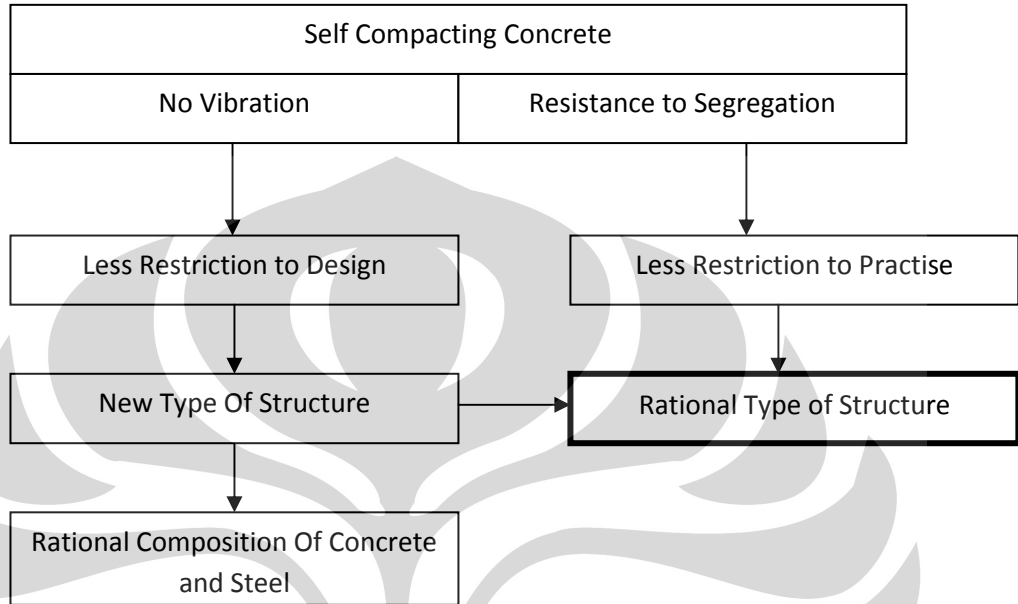 Self Compacting Concrete
No Vibration
Resistance to Segregation
Less Restriction to Design
Less Restriction to Practise
New Type Of Structure
Rational Type of Structure
Rational Composition Of Concrete
and Steel